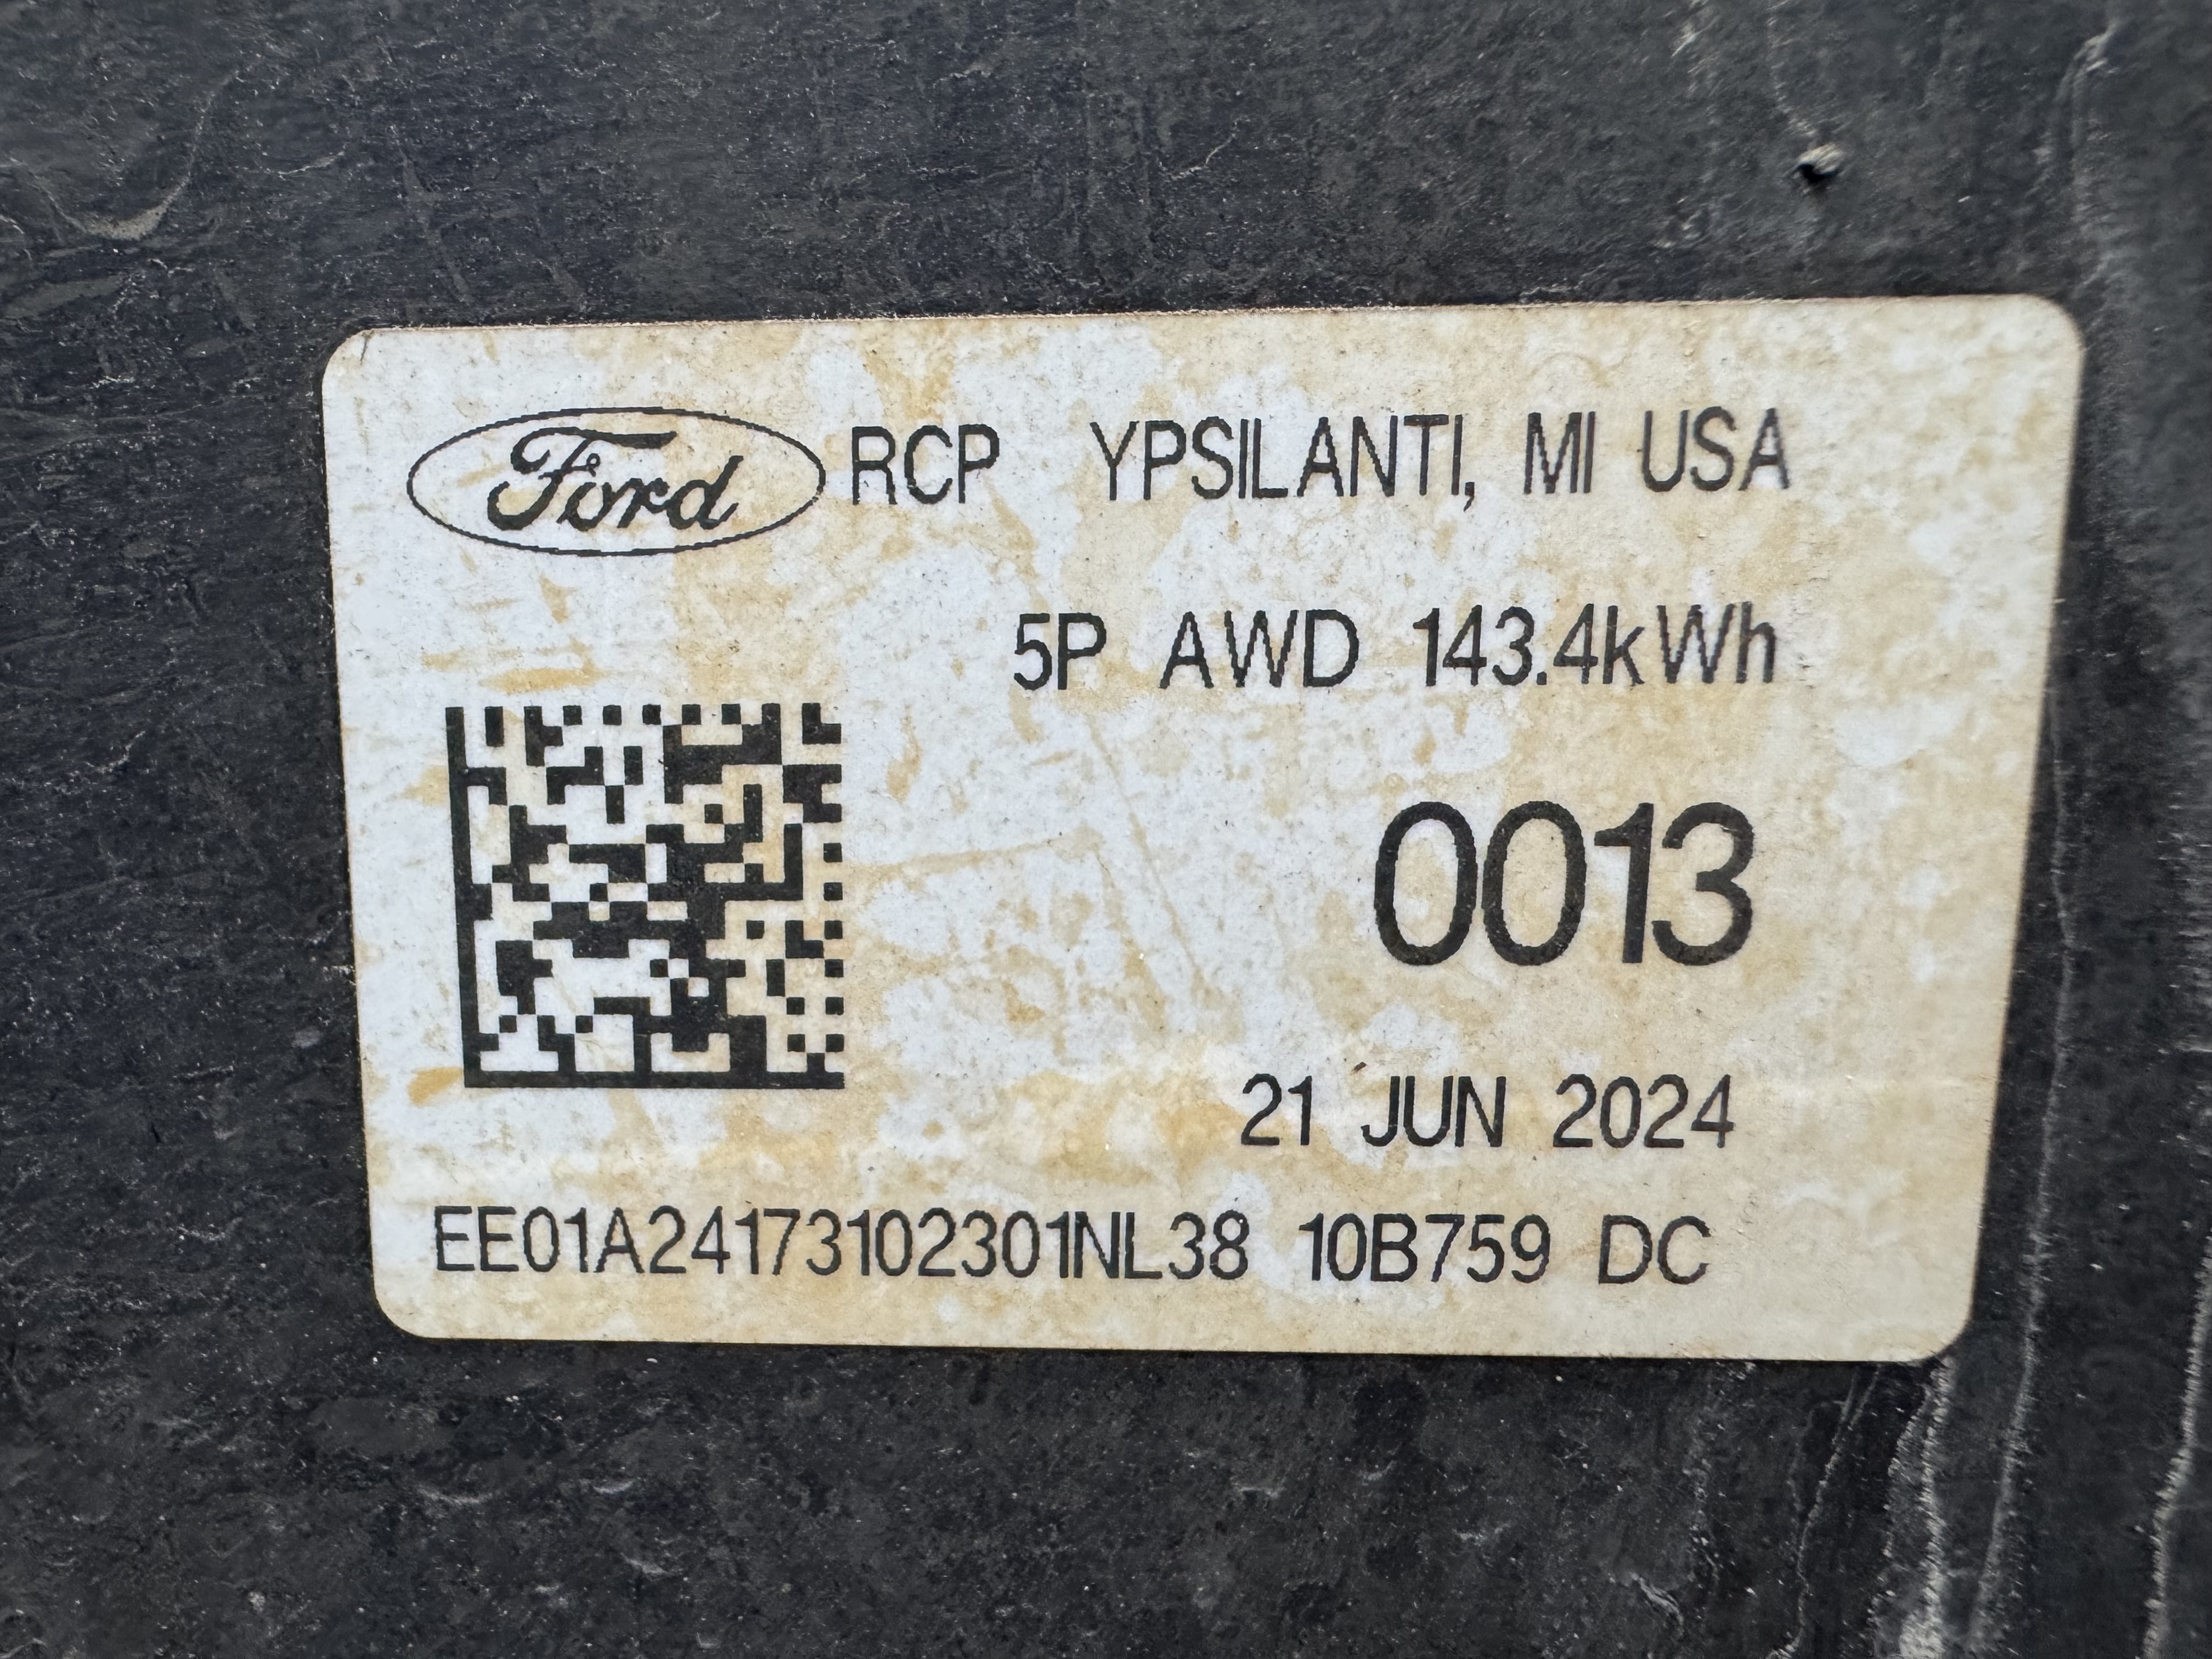 Ford RCP YPSILANTI, MI USA
5P AWD 143.4kWh
0013
21 JUN 2024
EE01A24173102301NL38 10B759 DC